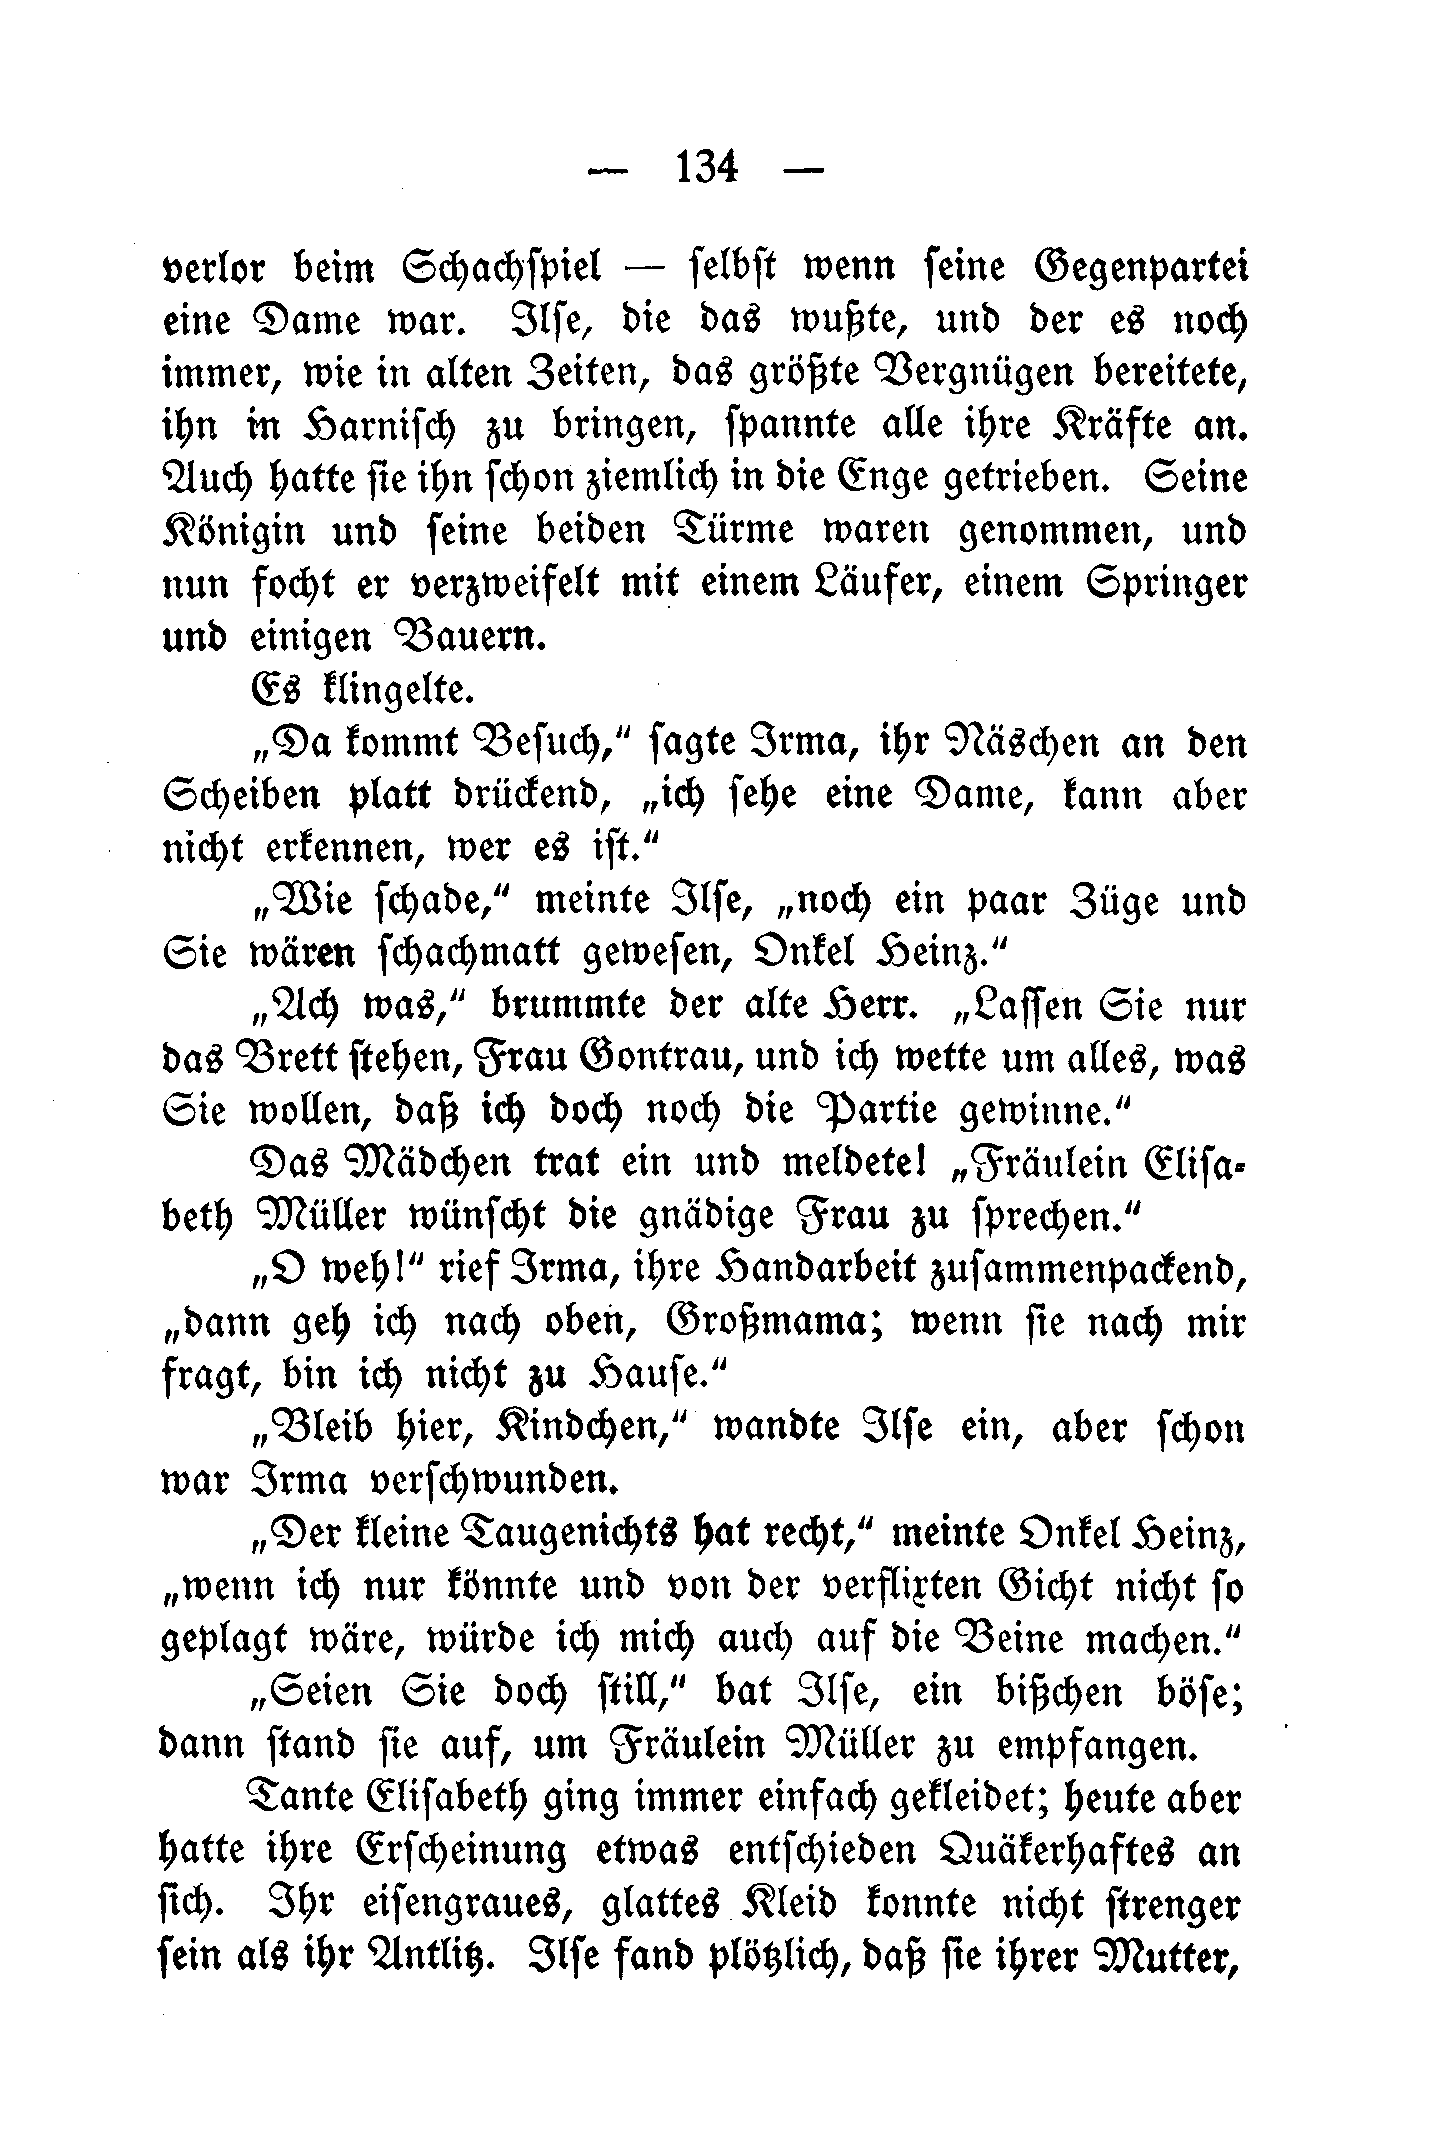 — 134 —
verlor beim Schachspiel — selbst wenn seine Gegenpartei
eine Dame war. Ilse, die das wußte, und der es noch
immer, wie in alten Zeiten, das größte Vergnügen bereitete,
ihn in Harnisch zu bringen, spannte alle ihre Kräfte an.
Auch hatte sie ihn schon ziemlich in die Enge getrieben. Seine
Königin und seine beiden Türme waren genommen, und
nun focht er verzweifelt mit einem Läufer, einem Springer
und einigen Bauern.
Es klingelte.
„Da kommt Besuch,“ sagte Irma, ihr Näschen an den
Scheiben platt drückend, „ich sehe eine Dame, kann aber
nicht erkennen, wer es ist.“
„Wie schade,“ meinte Ilse, „noch ein paar Züge und
Sie wären schachmatt gewesen, Onkel Heinz.“
„Ach was,“ brummte der alte Herr. „Lassen Sie nur
das Brett stehen, Frau Gontrau, und ich wette um alles, was
Sie wollen, daß ich doch noch die Partie gewinne.“
Das Mädchen trat ein und meldete! „Fräulein Elisa-
beth Müller wünscht die gnädige Frau zu sprechen.“
„O weh!“ rief Irma, ihre Handarbeit zusammenpackend,
„dann geh ich nach oben, Großmama; wenn sie nach mir
fragt, bin ich nicht zu Hause.“
„Bleib hier, Kindchen,“ wandte Ilse ein, aber schon
war Irma verschwunden.
„Der kleine Taugenichts hat recht,“ meinte Onkel Heinz,
„wenn ich nur könnte und von der verflixten Gicht nicht so
geplagt wäre, würde ich mich auch auf die Beine machen.“
„Seien Sie doch still,“ bat Ilse, ein bißchen böse;
dann stand sie auf, um Fräulein Müller zu empfangen.
Tante Elisabeth ging immer einfach gekleidet; heute aber
hatte ihre Erscheinung etwas entschieden Quäkerhaftes an
sich. Ihr eisengraues, glattes Kleid konnte nicht strenger
sein als ihr Antlitz. Ilse fand plötzlich, daß sie ihrer Mutter,